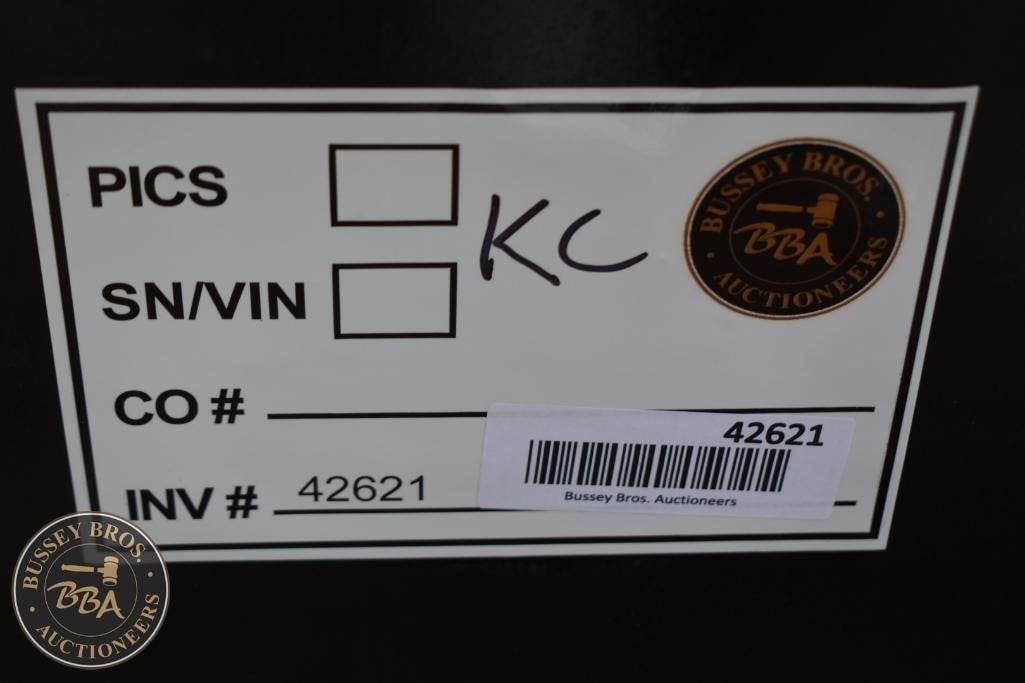 PICS
KC
BUSSEY BROS.
BBA
AUCTIONEERS
SN/VIN
CO #
42621
Bussey Bros. Auctioneers
INV # 42621
BUSSEY BROS.
BBA
AUCTIONEERS